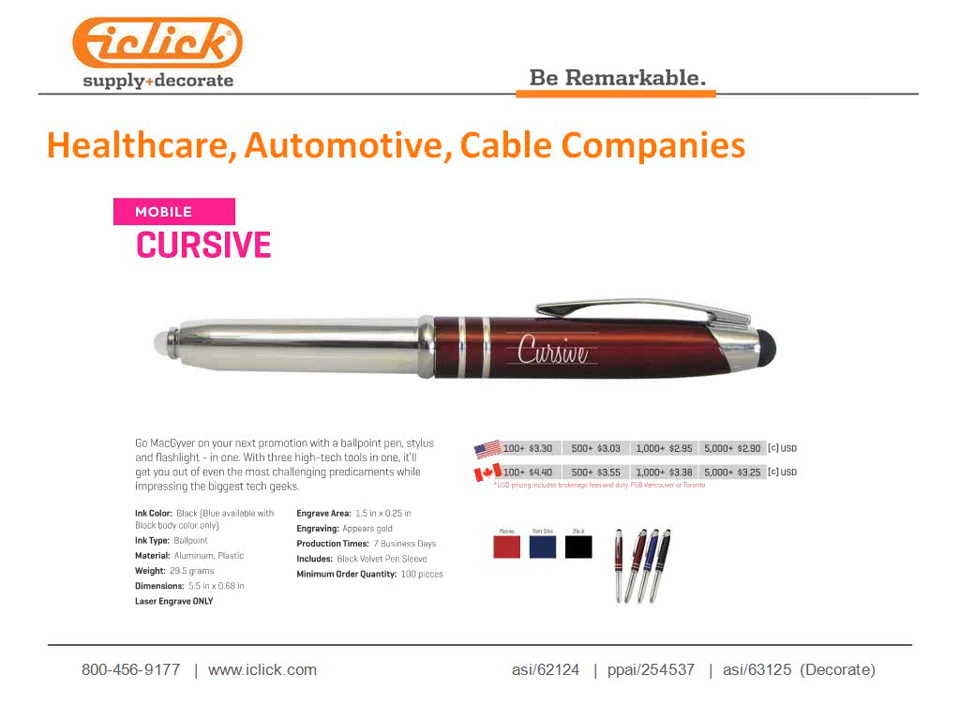 iclick®
supply+decorate
Be Remarkable.
Healthcare, Automotive, Cable Companies
MOBILE
CURSIVE
Cursive
Go MacGyver on your next promotion with a ballpoint pen, stylus
and flashlight - in one. With three high-tech tools in one, it'll
get you out of even the most challenging predicaments while
impressing the biggest tech geeks.
Ink Color: Black (Blue available with
Black body color only)
Ink Type: Ballpoint
Material: Aluminum, Plastic
Weight: 29.5 grams
Dimensions: 5.5 in x 0.68 in
Laser Engrave ONLY
Engrave Area: 1.5 in x 0.25 in
Engraving: Appears gold
Production Times: 7 Business Days
Includes: Black Velvet Pen Sleeve
Minimum Order Quantity: 100 pieces
100+ $3.30 500+ $3.03 1,000+ $2.95 5,000+ $2.90 [c] USD
100+ $4.40 500+ $3.55 1,000+ $3.38 5,000+ $3.25 [c] USD
*USD pricing includes brokerage fees and duty. FOB Vancouver or Toronto.
Black
800-456-9177 | www.iclick.com
asi/62124 | ppai/254537 | asi/63125 (Decorate)